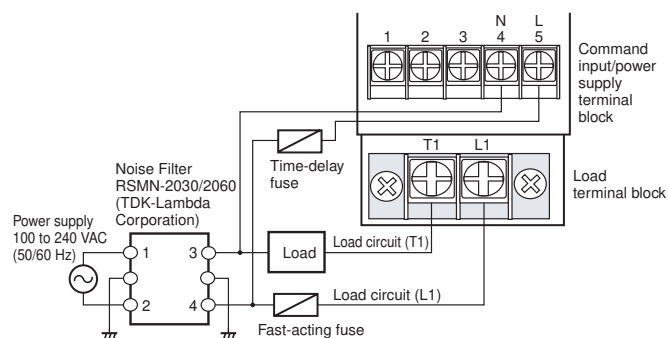 N L
1 2 3 4 5
Command
input/power
supply
terminal
block
T1 L1
Time-delay
fuse
Load
terminal block
Noise Filter
RSMN-2030/2060
(TDK-Lambda
Corporation)
Power supply
100 to 240 VAC
(50/60 Hz)
1 3
Load
Load circuit (T1)
2 4
Load circuit (L1)
Fast-acting fuse